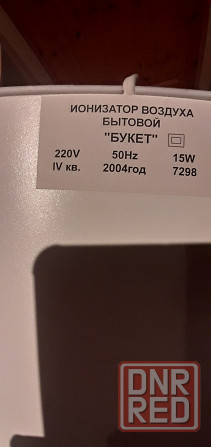 ИОНИЗАТОР ВОЗДУХА
БЫТОВОЙ
"БУКЕТ"
220V 50Hz 15W
IV кв. 2004год 7298
DNR
RED